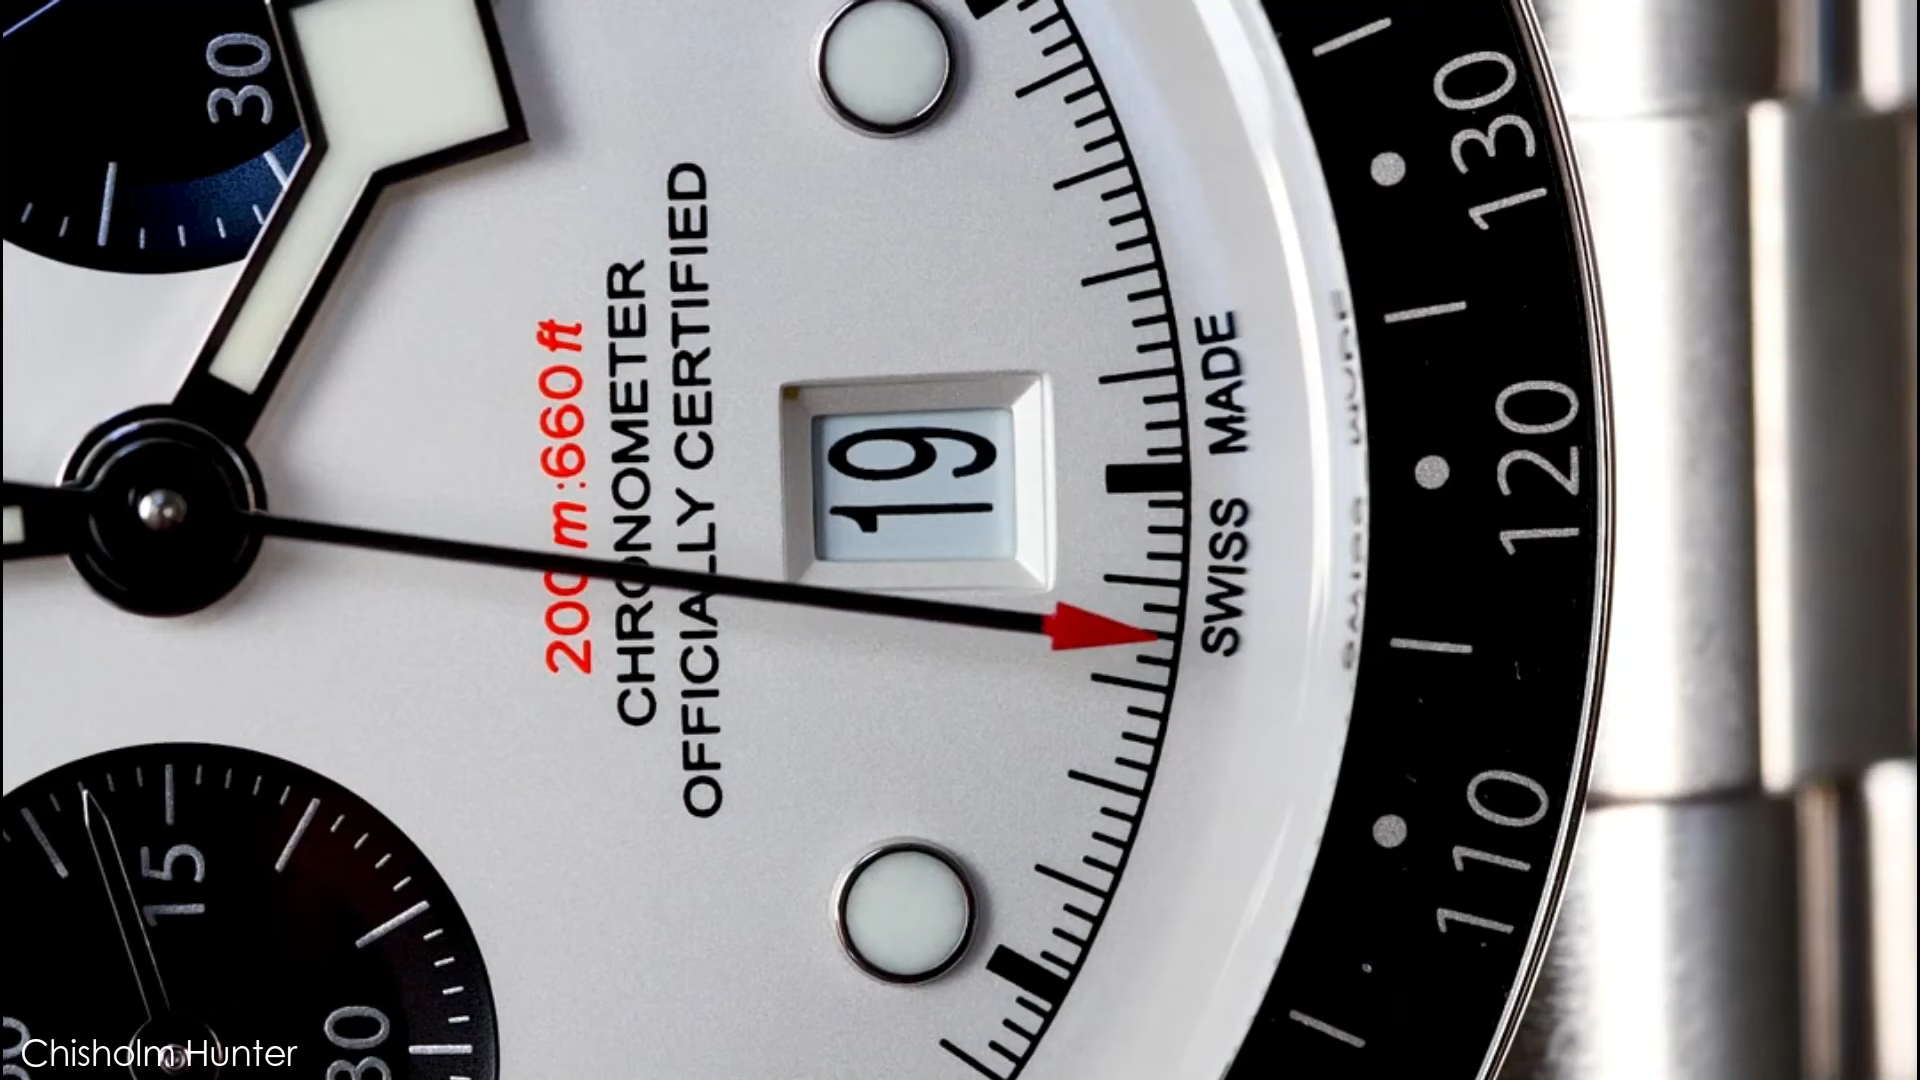 200m:660ft
CHRONOMETER
OFFICIALLY CERTIFIED
19
SWISS MADE
130
120
110
30
15
30
Chisholm Hunter